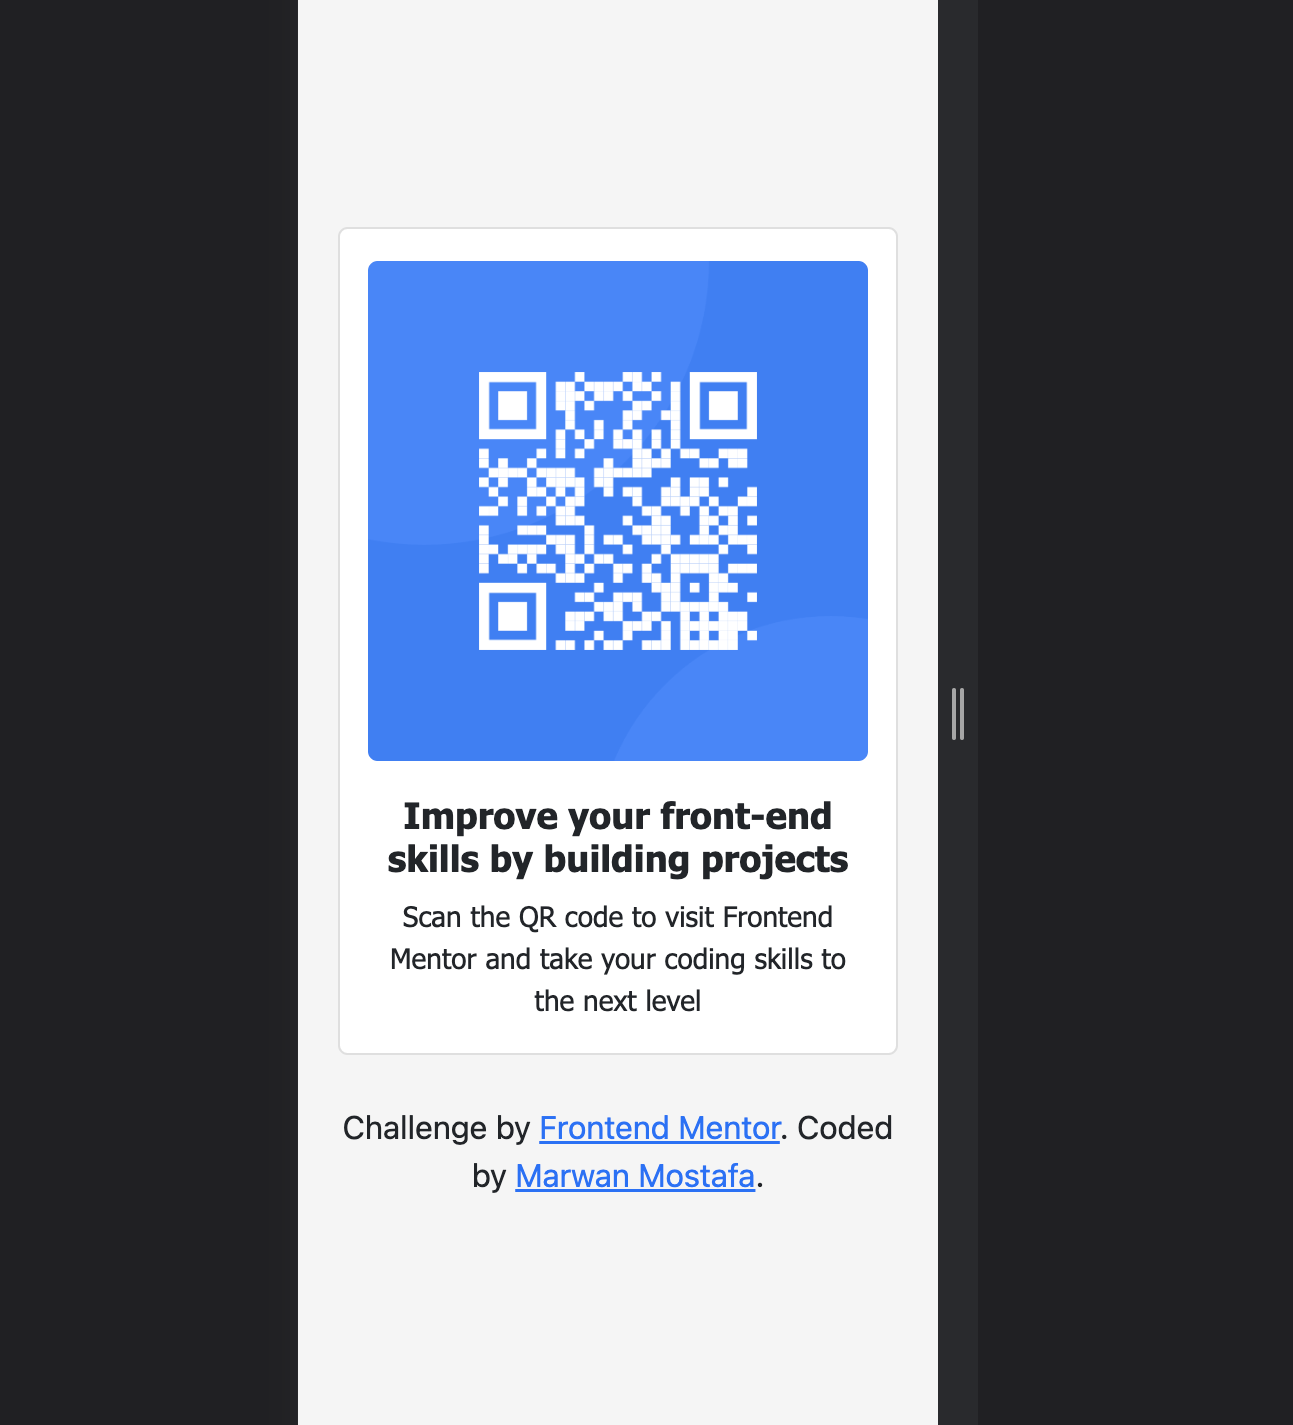 Improve your front-end
skills by building projects
Scan the QR code to visit Frontend
Mentor and take your coding skills to
the next level
Challenge by Frontend Mentor. Coded
by Marwan Mostafa.